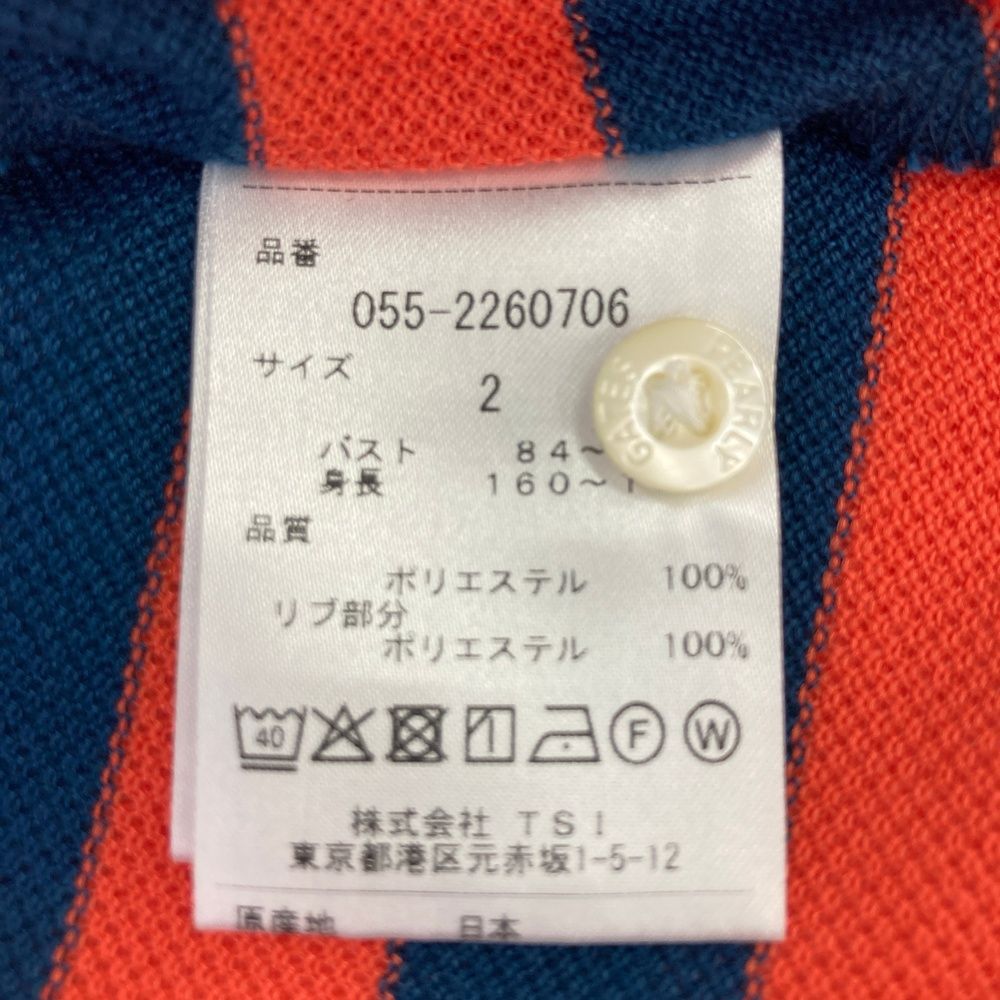 品番
055-2260706
サイズ
2
バスト 84~
身長 160~1
品質
ポリエステル 100%
リブ部分
ポリエステル 100%
40
F W
株式会社 TSI
東京都港区元赤坂1-5-12
原産地 日本
PEARLY GATES